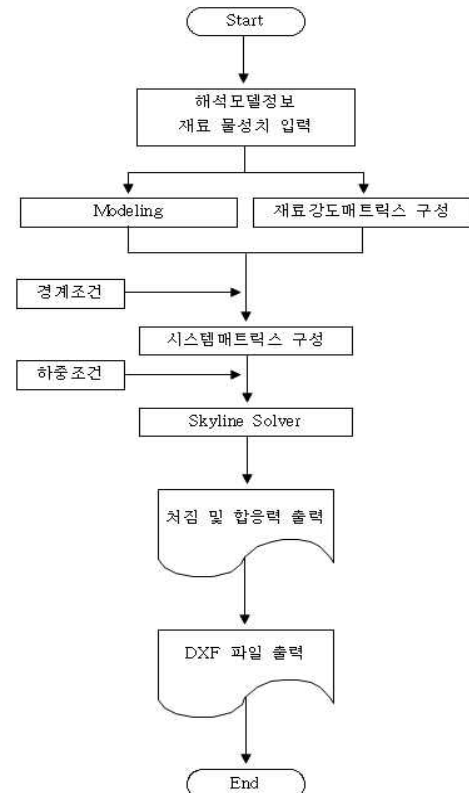 Start
해석모델정보
재료 물성치 입력
Modeling
재료강도매트릭스 구성
경계조건
시스템매트릭스 구성
하중조건
Skyline Solver
처짐 및 합응력 출력
DXF 파일 출력
End